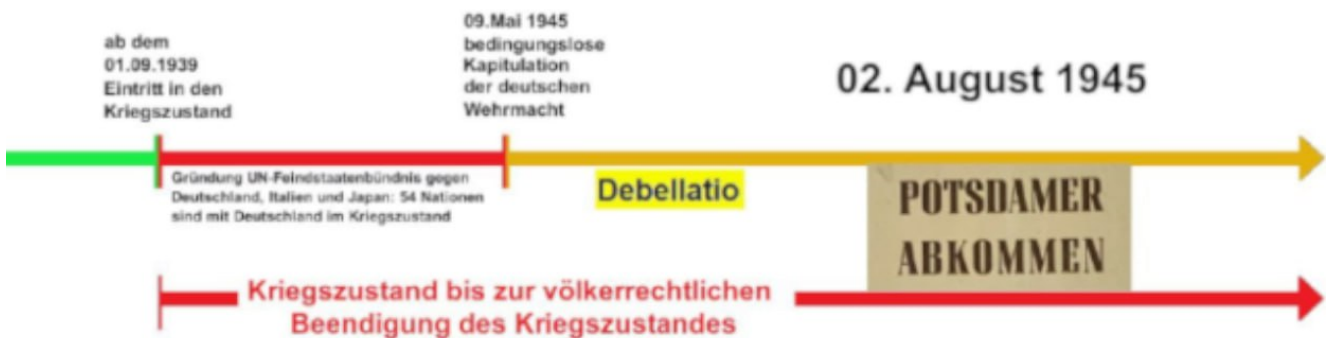 ab dem
01.09.1939
Eintritt in den
Kriegszustand
09.Mai 1945
bedingungslose
Kapitulation
der deutschen
Wehrmacht
02. August 1945
Gründung UN-Feindstaatenbündnis gegen
Deutschland, Italien und Japan: 54 Nationen
sind mit Deutschland im Kriegszustand
Debellatio
POTSDAMER
ABKOMMEN
Kriegszustand bis zur völkerrechtlichen
Beendigung des Kriegszustandes